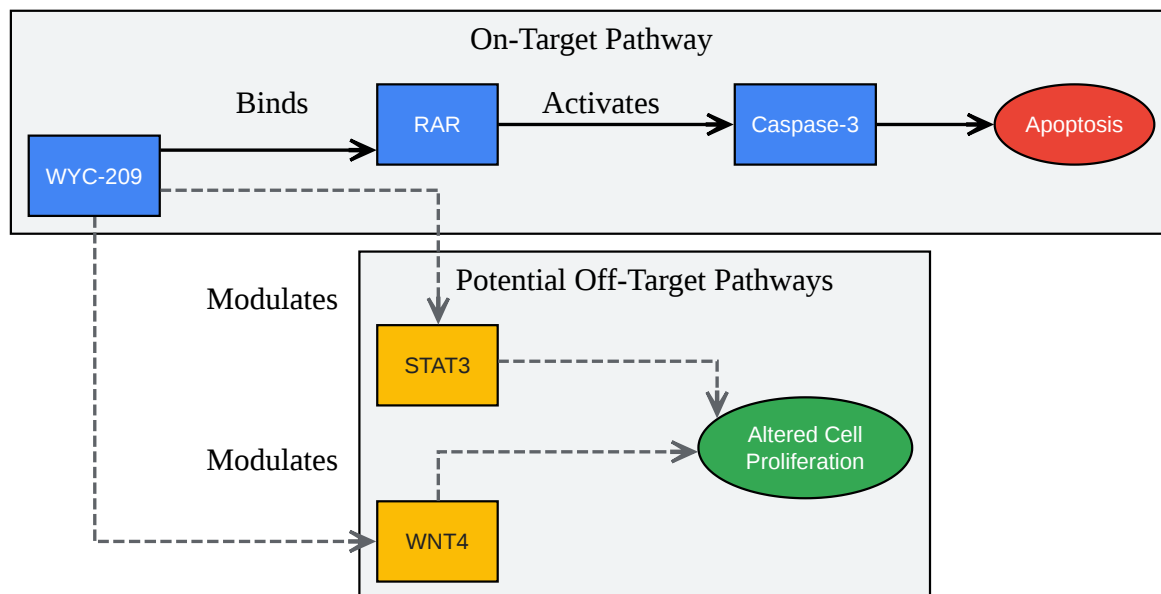 On-Target Pathway
Binds
RAR
Activates
Caspase-3
Apoptosis
WYC-209
Potential Off-Target Pathways
Modulates
STAT3
Altered Cell
Proliferation
Modulates
WNT4